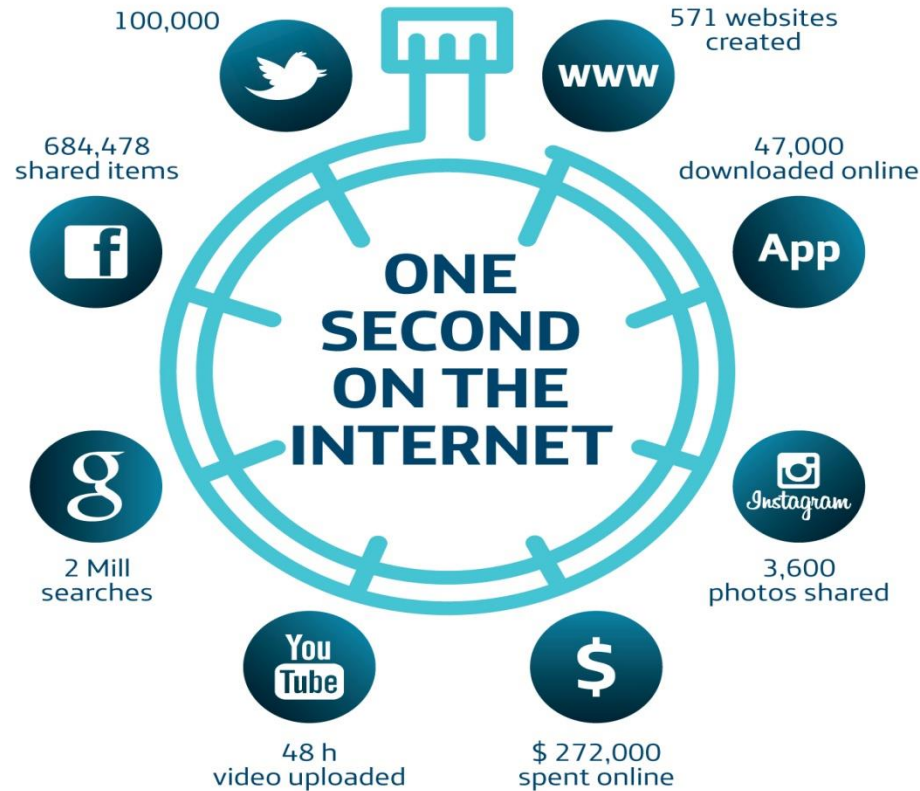 100,000
571 websites
created
www
684,478
shared items
47,000
downloaded online
f
App
ONE
SECOND
ON THE
INTERNET
g
Instagram
2 Mill
searches
3,600
photos shared
You
Tube
$
48 h
video uploaded
$ 272,000
spent online